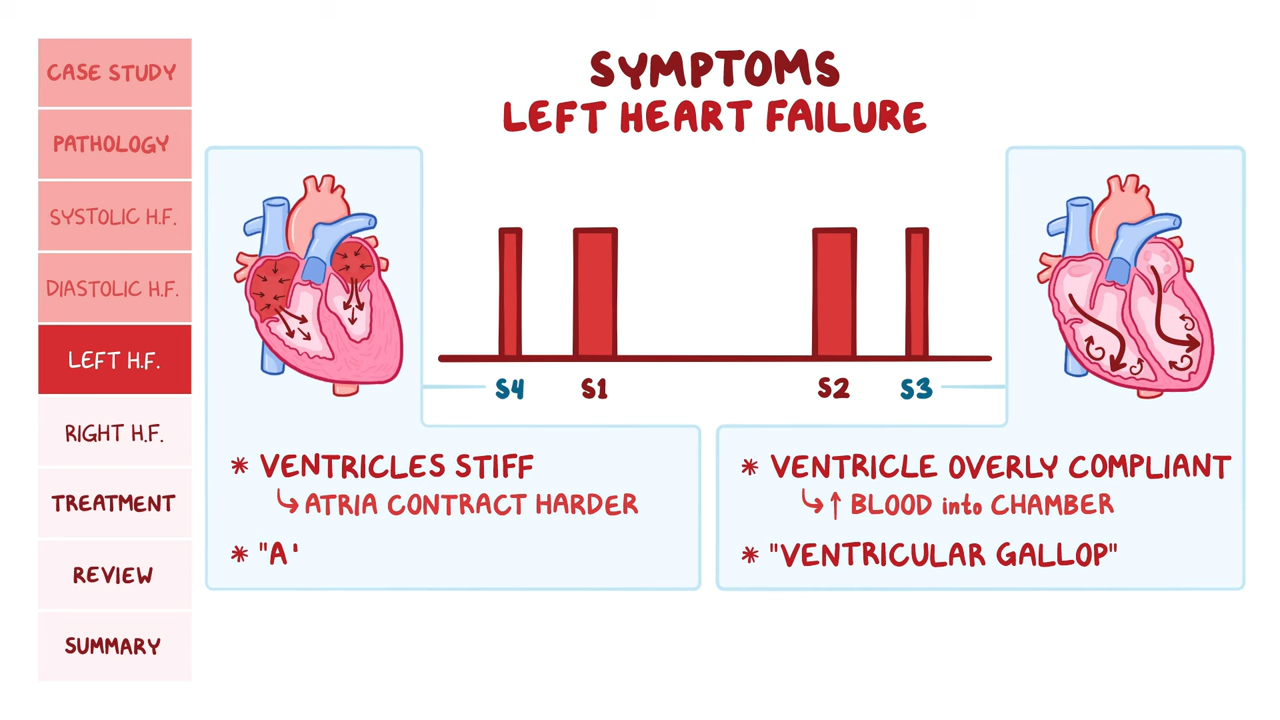 CASE STUDY
PATHOLOGY
SYSTOLIC H.F.
DIASTOLIC H.F.
LEFT H.F.
RIGHT H.F.
TREATMENT
REVIEW
SUMMARY
SYMPTOMS
LEFT HEART FAILURE
S4 S1 S2 S3
* VENTRICLES STIFF
↳ ATRIA CONTRACT HARDER
* "A'
* VENTRICLE OVERLY COMPLIANT
↳ ↑ BLOOD into CHAMBER
* "VENTRICULAR GALLOP"